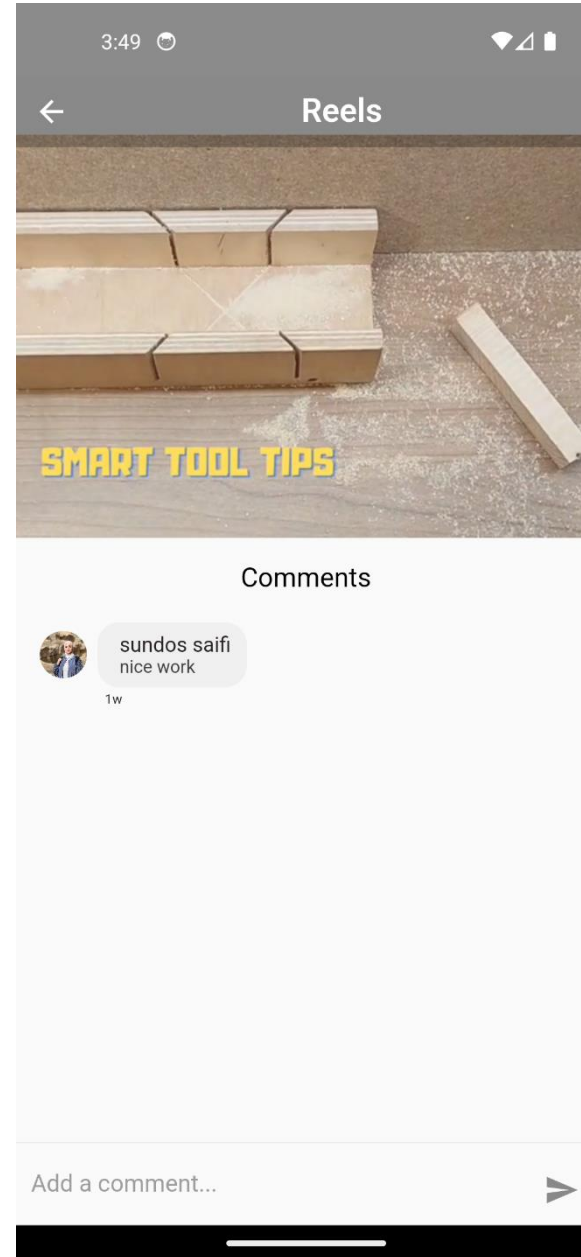 3:49
Reels
SMART TOOL TIPS
Comments
sundos saifi
nice work
1w
Add a comment...